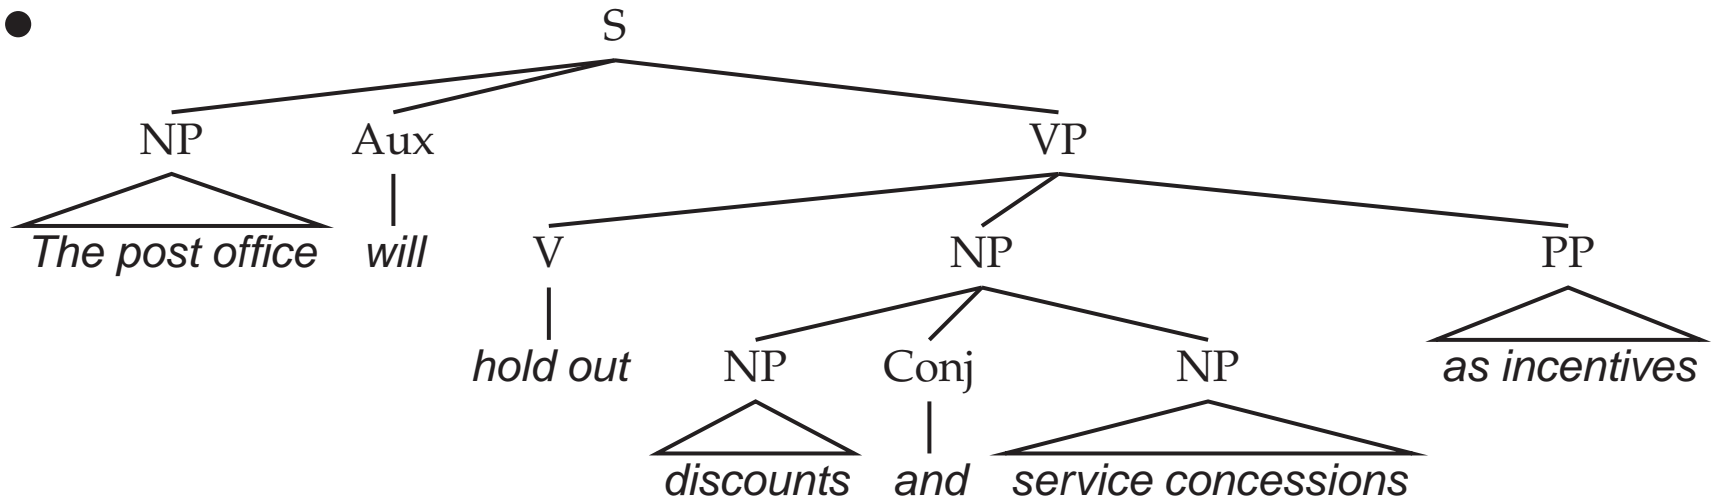 S
NP Aux VP
The post office will V NP PP
hold out NP Conj NP as incentives
discounts and service concessions